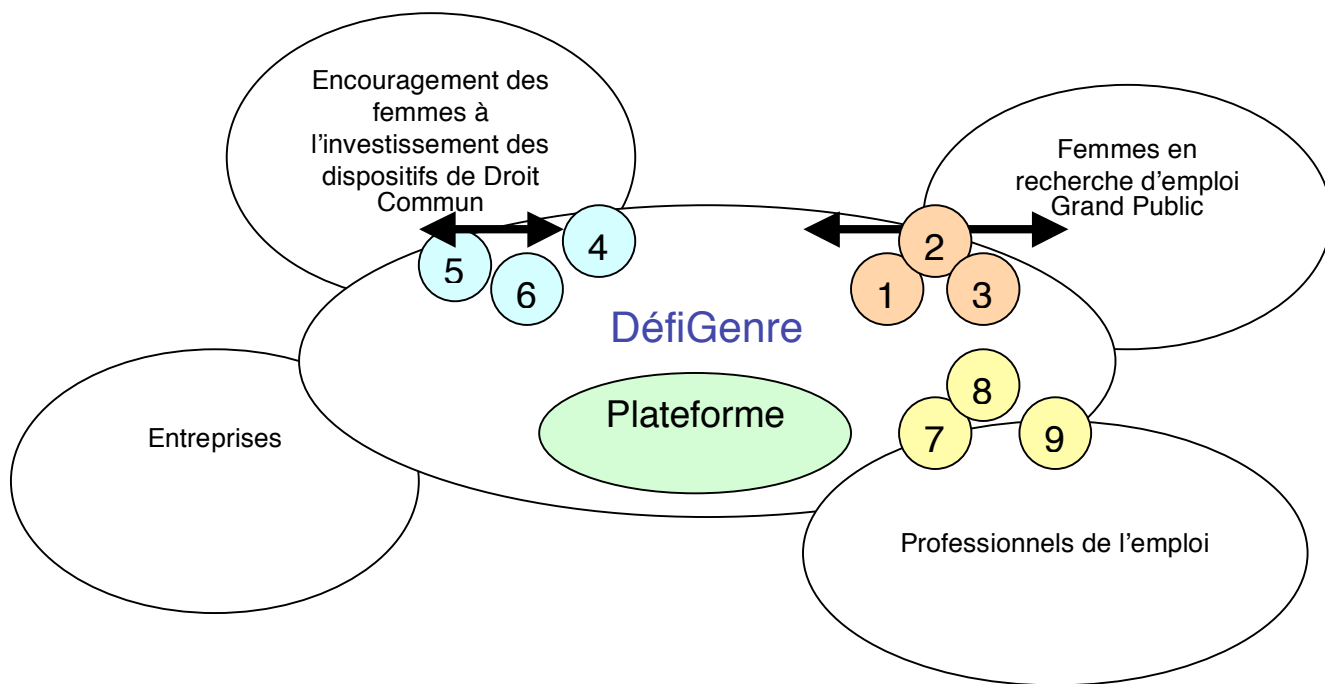 Encouragement des
femmes à
l'investissement des
dispositifs de Droit
Commun
Femmes en
recherche d'emploi
Grand Public
4
5
6
2
1
3
DéfiGenre
8
7
9
Plateforme
Entreprises
Professionnels de l'emploi